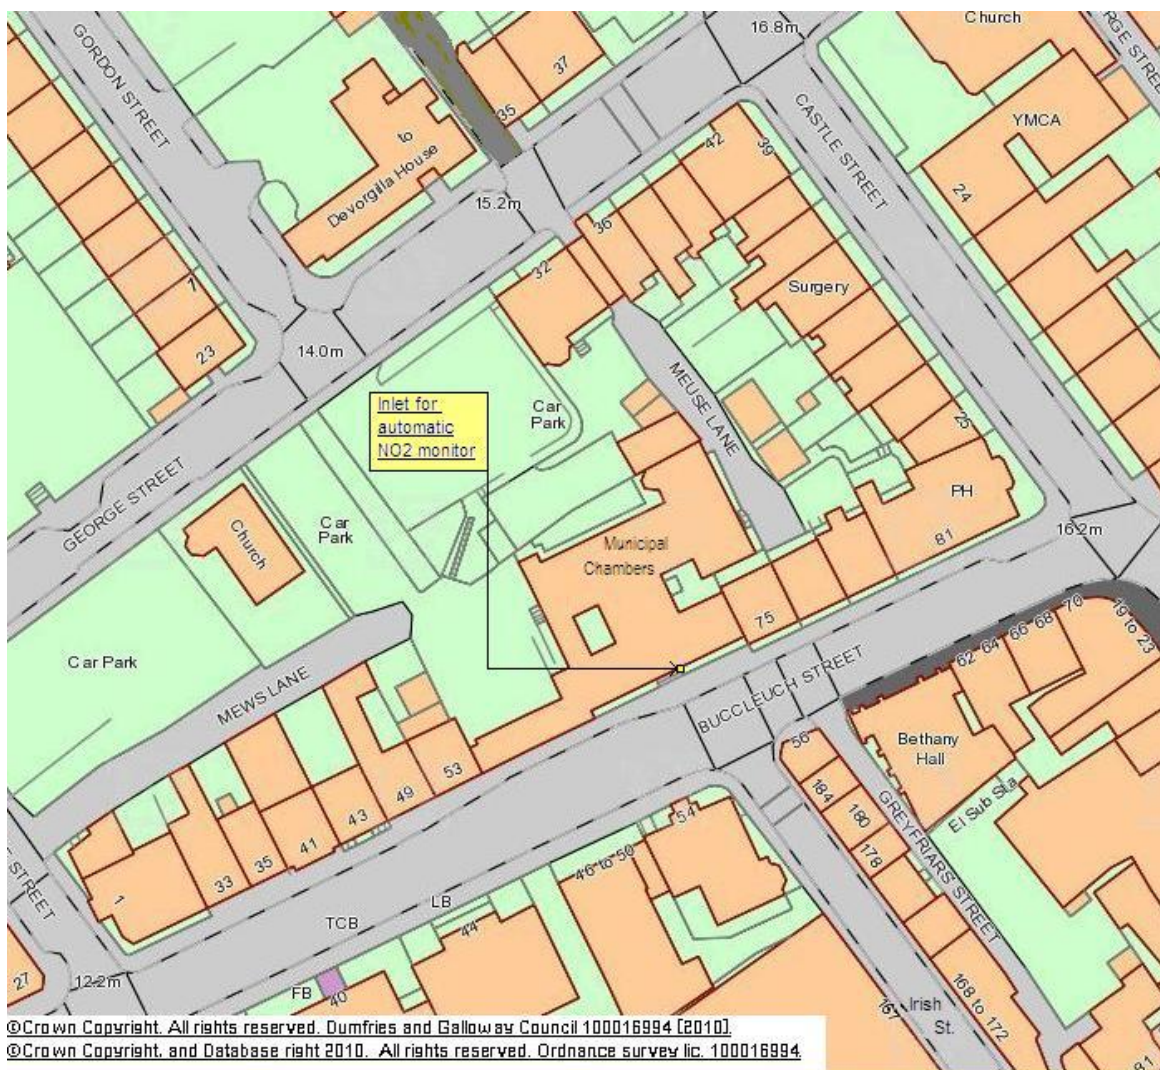 Church
16.8m
GEORGE STREET
GORDON STREET
37
35
YMCA
to
Devorgilla House
42
39
CASTLE STREET
24
15.2m
36
32
Surgery
23
14.0m
Inlet for
automatic
NO2 monitor
Car
Park
MEUSE LANE
25
GEORGE STREET
PH
Church
Car
Park
Municipal
Chambers
81
16.2m
75
19 to 23
70
68
66
64
62
Car Park
MEWS LANE
BUCCLEUCH STREET
53
49
43
41
35
33
1
56
184
180
178
Bethany
Hall
El Sub Sta
GREYFRIARS STREET
54
46 to 50
STREET
LB
TCB
44
27
12.2m
FB
40
168 to 172
167
Irish
St.
81
©Crown Copyright. All rights reserved. Dumfries and Galloway Council 100016994 [2010].
©Crown Copyright. and Database right 2010. All rights reserved. Ordnance survey lic. 100016994